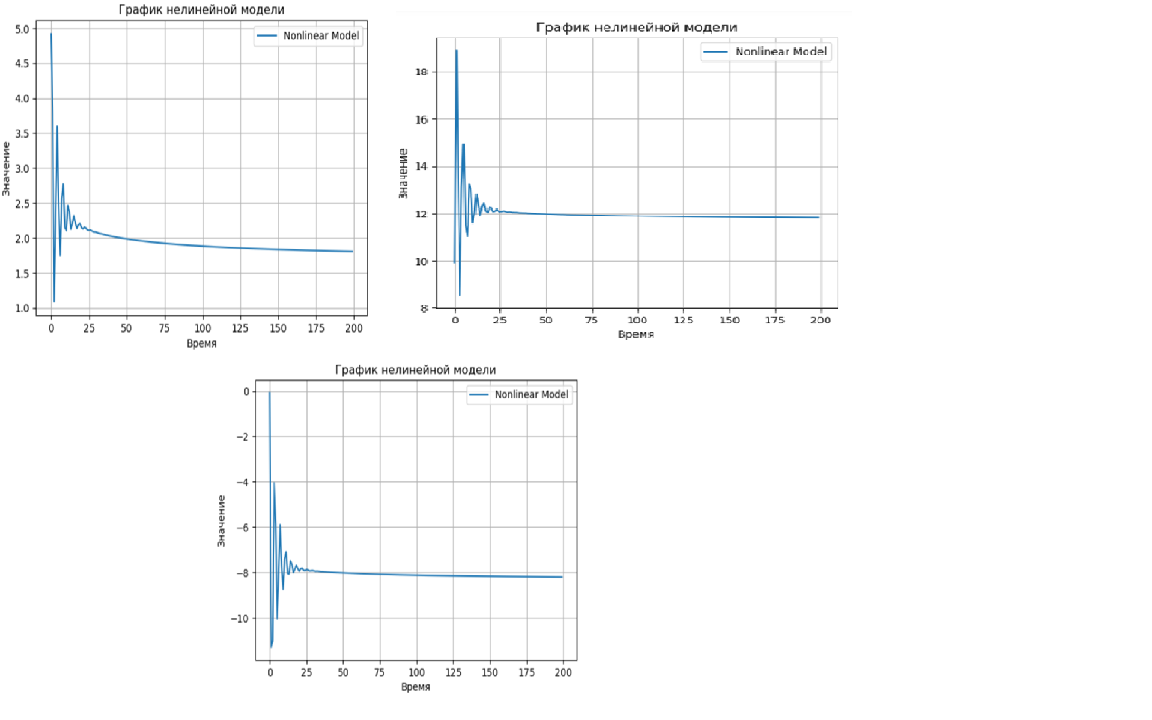 График нелинейной модели
Nonlinear Model
5.0
4.5
4.0
3.5
3.0
2.5
2.0
1.5
1.0
Значение
0 25 50 75 100 125 150 175 200
Время
График нелинейной модели
Nonlinear Model
18
16
14
12
10
8
Значение
0 25 50 75 100 125 150 175 200
Время
График нелинейной модели
Nonlinear Model
0
−2
−4
−6
−8
−10
Значение
0 25 50 75 100 125 150 175 200
Время